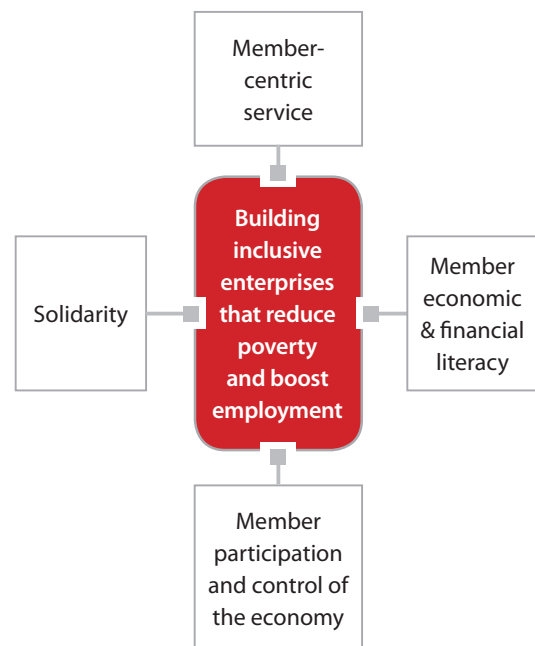 Member-
centric
service
Building
inclusive
enterprises
that reduce
poverty
and boost
employment
Solidarity
Member
economic
& financial
literacy
Member
participation
and control of
the economy